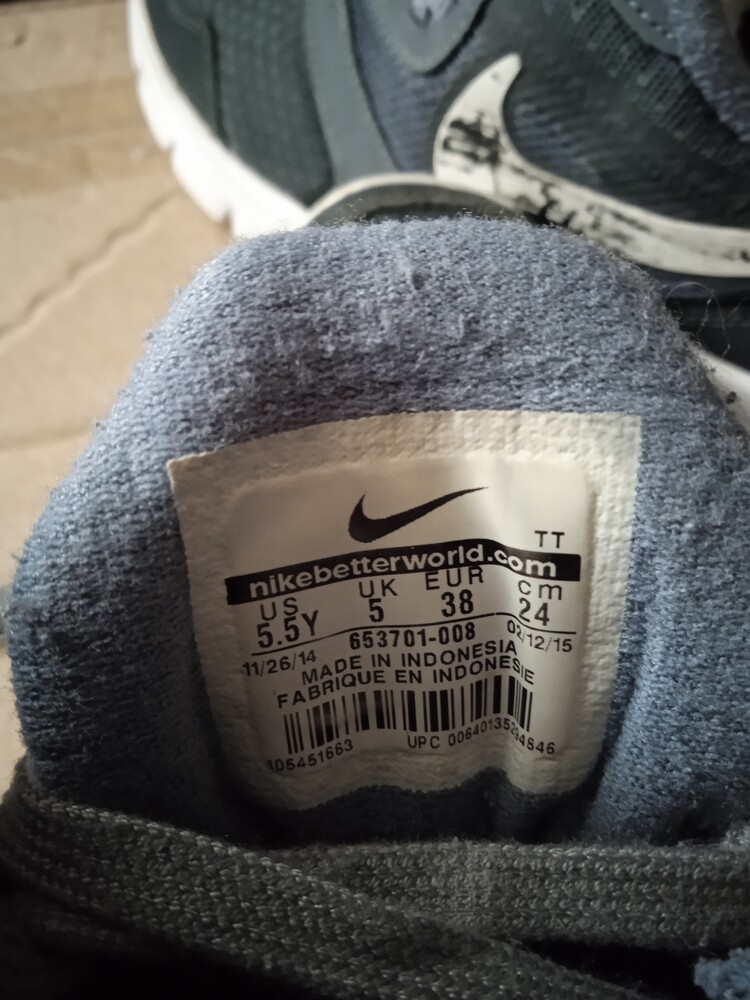 TT
nikebetterworld.com
US UK EUR cm
5.5Y 5 38 24
653701-008
11/26/14 02/12/15
MADE IN INDONESIA
FABRIQUE EN INDONESIE
105451663 UPC